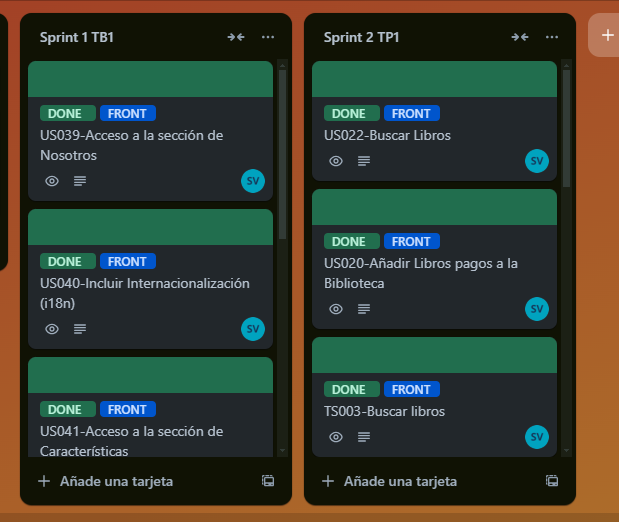 Sprint 1 TB1
DONE FRONT
US039-Acceso a la sección de
Nosotros
SV
DONE FRONT
US040-Incluir Internacionalización
(i18n)
SV
DONE FRONT
US041-Acceso a la sección de
Características
Añade una tarjeta
Sprint 2 TP1
DONE FRONT
US022-Buscar Libros
SV
DONE FRONT
US020-Añadir Libros pagos a la
Biblioteca
SV
DONE FRONT
TS003-Buscar libros
SV
Añade una tarjeta